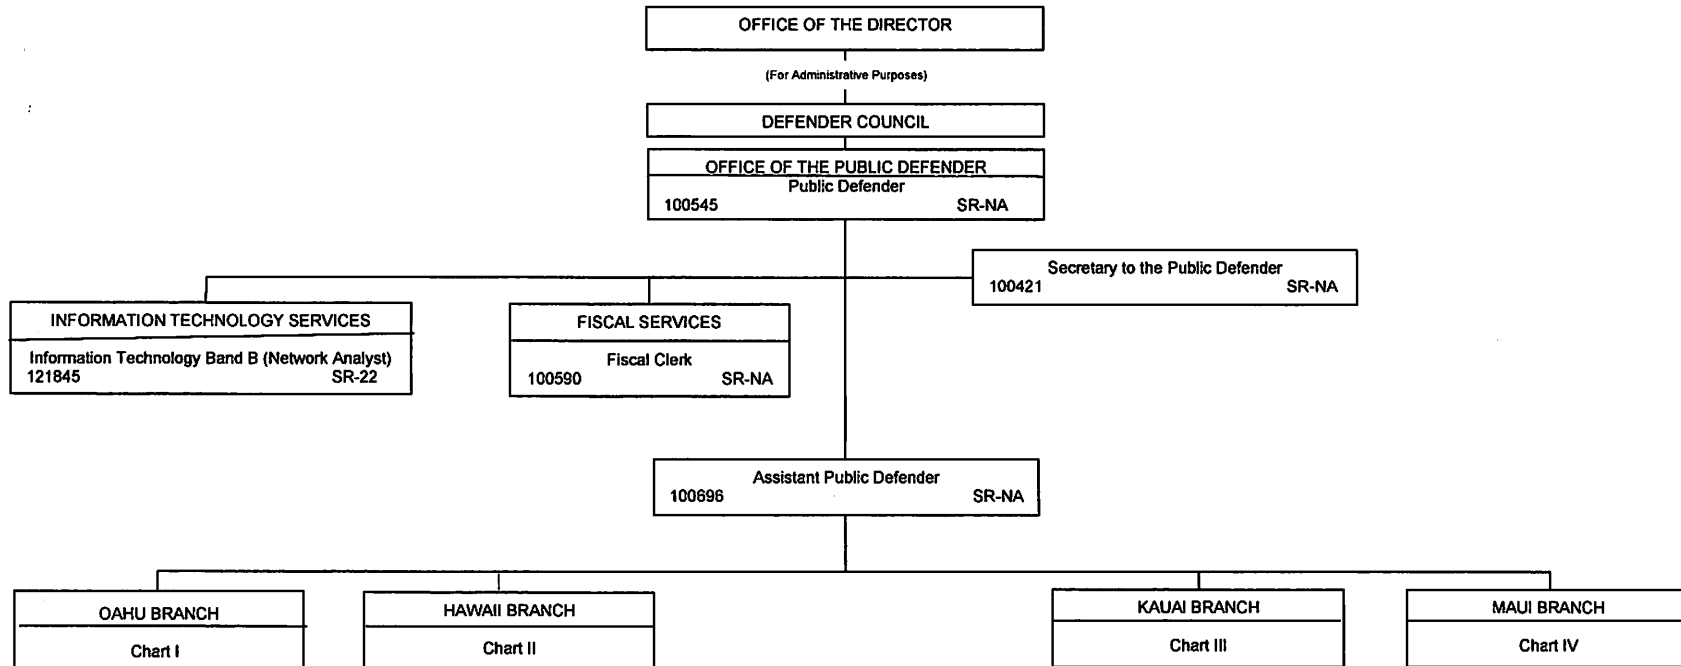 OFFICE OF THE DIRECTOR
(For Administrative Purposes)
DEFENDER COUNCIL
OFFICE OF THE PUBLIC DEFENDER
Public Defender
100545 SR-NA
Secretary to the Public Defender
100421 SR-NA
INFORMATION TECHNOLOGY SERVICES
Information Technology Band B (Network Analyst)
121845 SR-22
FISCAL SERVICES
Fiscal Clerk
100590 SR-NA
Assistant Public Defender
100696 SR-NA
OAHU BRANCH
Chart I
HAWAII BRANCH
Chart II
KAUAI BRANCH
Chart III
MAUI BRANCH
Chart IV